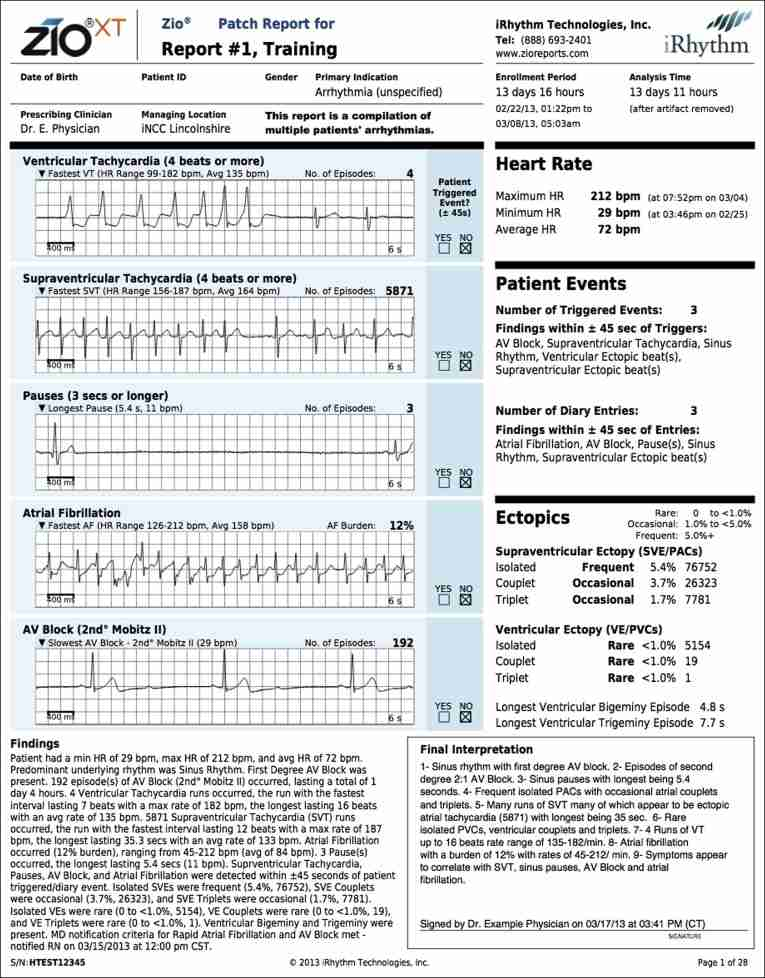 ZIO®XT
Zio® Patch Report for
Report #1, Training
iRhythm Technologies, Inc.
Tel: (888) 693-2401
www.zioreports.com
iRhythm
Date of Birth
Patient ID
Gender
Primary Indication
Arrhythmia (unspecified)
Enrollment Period
13 days 16 hours
02/22/13, 01:22pm to
03/08/13, 05:03am
Analysis Time
13 days 11 hours
(after artifact removed)
Prescribing Clinician
Dr. E. Physician
Managing Location
iNCC Lincolnshire
This report is a compilation of
multiple patients' arrhythmias.
Ventricular Tachycardia (4 beats or more)
▼ Fastest VT (HR Range 99-182 bpm, Avg 135 bpm) No. of Episodes: 4
400 ms
6 s
Patient
Triggered
Event?
(± 45s)
YES NO
☐ ☒
Supraventricular Tachycardia (4 beats or more)
▼ Fastest SVT (HR Range 156-187 bpm, Avg 164 bpm) No. of Episodes: 5871
400 ms
6 s
YES NO
☐ ☒
Pauses (3 secs or longer)
▼ Longest Pause (5.4 s, 11 bpm) No. of Episodes: 3
400 ms
6 s
YES NO
☐ ☒
Atrial Fibrillation
▼ Fastest AF (HR Range 126-212 bpm, Avg 158 bpm) AF Burden: 12%
400 ms
6 s
YES NO
☐ ☒
AV Block (2nd° Mobitz II)
▼ Slowest AV Block - 2nd° Mobitz II (29 bpm) No. of Episodes: 192
400 ms
6 s
YES NO
☐ ☒
Heart Rate
Maximum HR 212 bpm (at 07:52pm on 03/04)
Minimum HR 29 bpm (at 03:46pm on 02/25)
Average HR 72 bpm
Patient Events
Number of Triggered Events: 3
Findings within ± 45 sec of Triggers:
AV Block, Supraventricular Tachycardia, Sinus
Rhythm, Ventricular Ectopic beat(s),
Supraventricular Ectopic beat(s)
Number of Diary Entries: 3
Findings within ± 45 sec of Entries:
Atrial Fibrillation, AV Block, Pause(s), Sinus
Rhythm, Supraventricular Ectopic beat(s)
Ectopics
Rare: 0 to <1.0%
Occasional: 1.0% to <5.0%
Frequent: 5.0%+
Supraventricular Ectopy (SVE/PACs)
Isolated Frequent 5.4% 76752
Couplet Occasional 3.7% 26323
Triplet Occasional 1.7% 7781
Ventricular Ectopy (VE/PVCs)
Isolated Rare <1.0% 5154
Couplet Rare <1.0% 19
Triplet Rare <1.0% 1
Longest Ventricular Bigeminy Episode 4.8 s
Longest Ventricular Trigeminy Episode 7.7 s
Findings
Patient had a min HR of 29 bpm, max HR of 212 bpm, and avg HR of 72 bpm.
Predominant underlying rhythm was Sinus Rhythm. First Degree AV Block was
present. 192 episode(s) of AV Block (2nd° Mobitz II) occurred, lasting a total of 1
day 4 hours. 4 Ventricular Tachycardia runs occurred, the run with the fastest
interval lasting 7 beats with a max rate of 182 bpm, the longest lasting 16 beats
with an avg rate of 135 bpm. 5871 Supraventricular Tachycardia (SVT) runs
occurred, the run with the fastest interval lasting 12 beats with a max rate of 187
bpm, the longest lasting 35.3 secs with an avg rate of 133 bpm. Atrial Fibrillation
occurred (12% burden), ranging from 45-212 bpm (avg of 84 bpm). 3 Pause(s)
occurred, the longest lasting 5.4 secs (11 bpm). Suprventricular Tachycardia,
Pauses, AV Block, and Atrial Fibrillation were detected within ±45 seconds of patient
triggered/diary event. Isolated SVEs were frequent (5.4%, 76752), SVE Couplets
were occasional (3.7%, 26323), and SVE Triplets were occasional (1.7%, 7781).
Isolated VEs were rare (0 to <1.0%, 5154), VE Couplets were rare (0 to <1.0%, 19),
and VE Triplets were rare (0 to <1.0%, 1). Ventricular Bigeminy and Trigeminy were
present. MD notification criteria for Rapid Atrial Fibrillation and AV Block met -
notified RN on 03/15/2013 at 12:00 pm CST.
Final Interpretation
1- Sinus rhythm with first degree AV block. 2- Episodes of second
degree 2:1 AV Block. 3- Sinus pauses with longest being 5.4
seconds. 4- Frequent isolated PACs with occasional atrial couplets
and triplets. 5- Many runs of SVT many of which appear to be ectopic
atrial tachycardia (5871) with longest being 35 sec. 6- Rare
isolated PVCs, ventricular couplets and triplets. 7- 4 Runs of VT
up to 16 beats rate range of 135-182/min. 8- Atrial fibrillation
with a burden of 12% with rates of 45-212/ min. 9- Symptoms appear
to correlate with SVT, sinus pauses, AV Block and atrial
fibrillation.
Signed by Dr. Example Physician on 03/17/13 at 03:41 PM (CT)
SIGNATURE
S/N: HTEST12345
© 2013 iRhythm Technologies, Inc.
Page 1 of 28